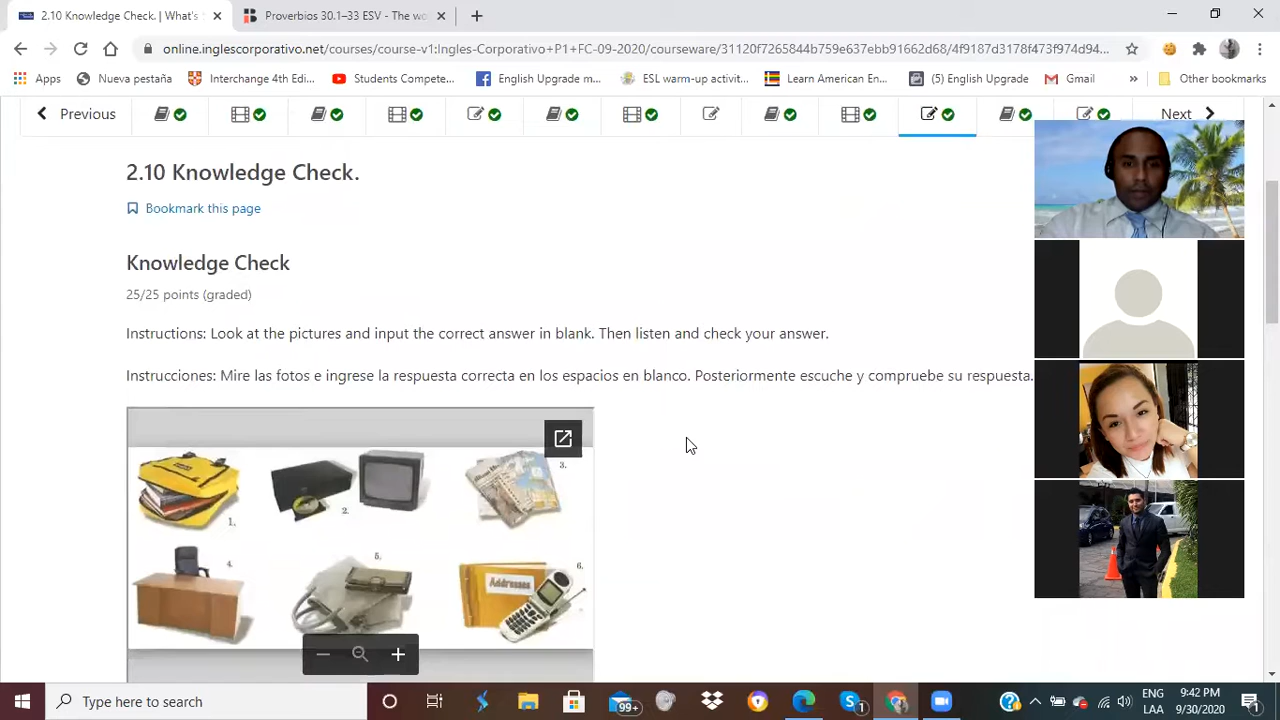 2.10 Knowledge Check. | What's
Proverbios 30.1–33 ESV - The wo
online.inglescorporativo.net/courses/course-v1:Ingles-Corporativo+P1+FC-09-2020/courseware/31120f7265844b759e637ebb91662d68/4f9187d3178f473f974d94...
Apps
Nueva pestaña
Interchange 4th Edi...
Students Compete...
English Upgrade m...
ESL warm-up activit...
Learn American En...
(5) English Upgrade
Gmail
»
Other bookmarks
Previous
Next
2.10 Knowledge Check.
Bookmark this page
Knowledge Check
25/25 points (graded)
Instructions: Look at the pictures and input the correct answer in blank. Then listen and check your answer.
Instrucciones: Mire las fotos e ingrese la respuesta correcta en los espacios en blanco. Posteriormente escuche y compruebe su respuesta.
1.
2.
3.
4.
5.
6.
Addresses
Type here to search
99+
1
ENG
LAA
9:42 PM
9/30/2020
1